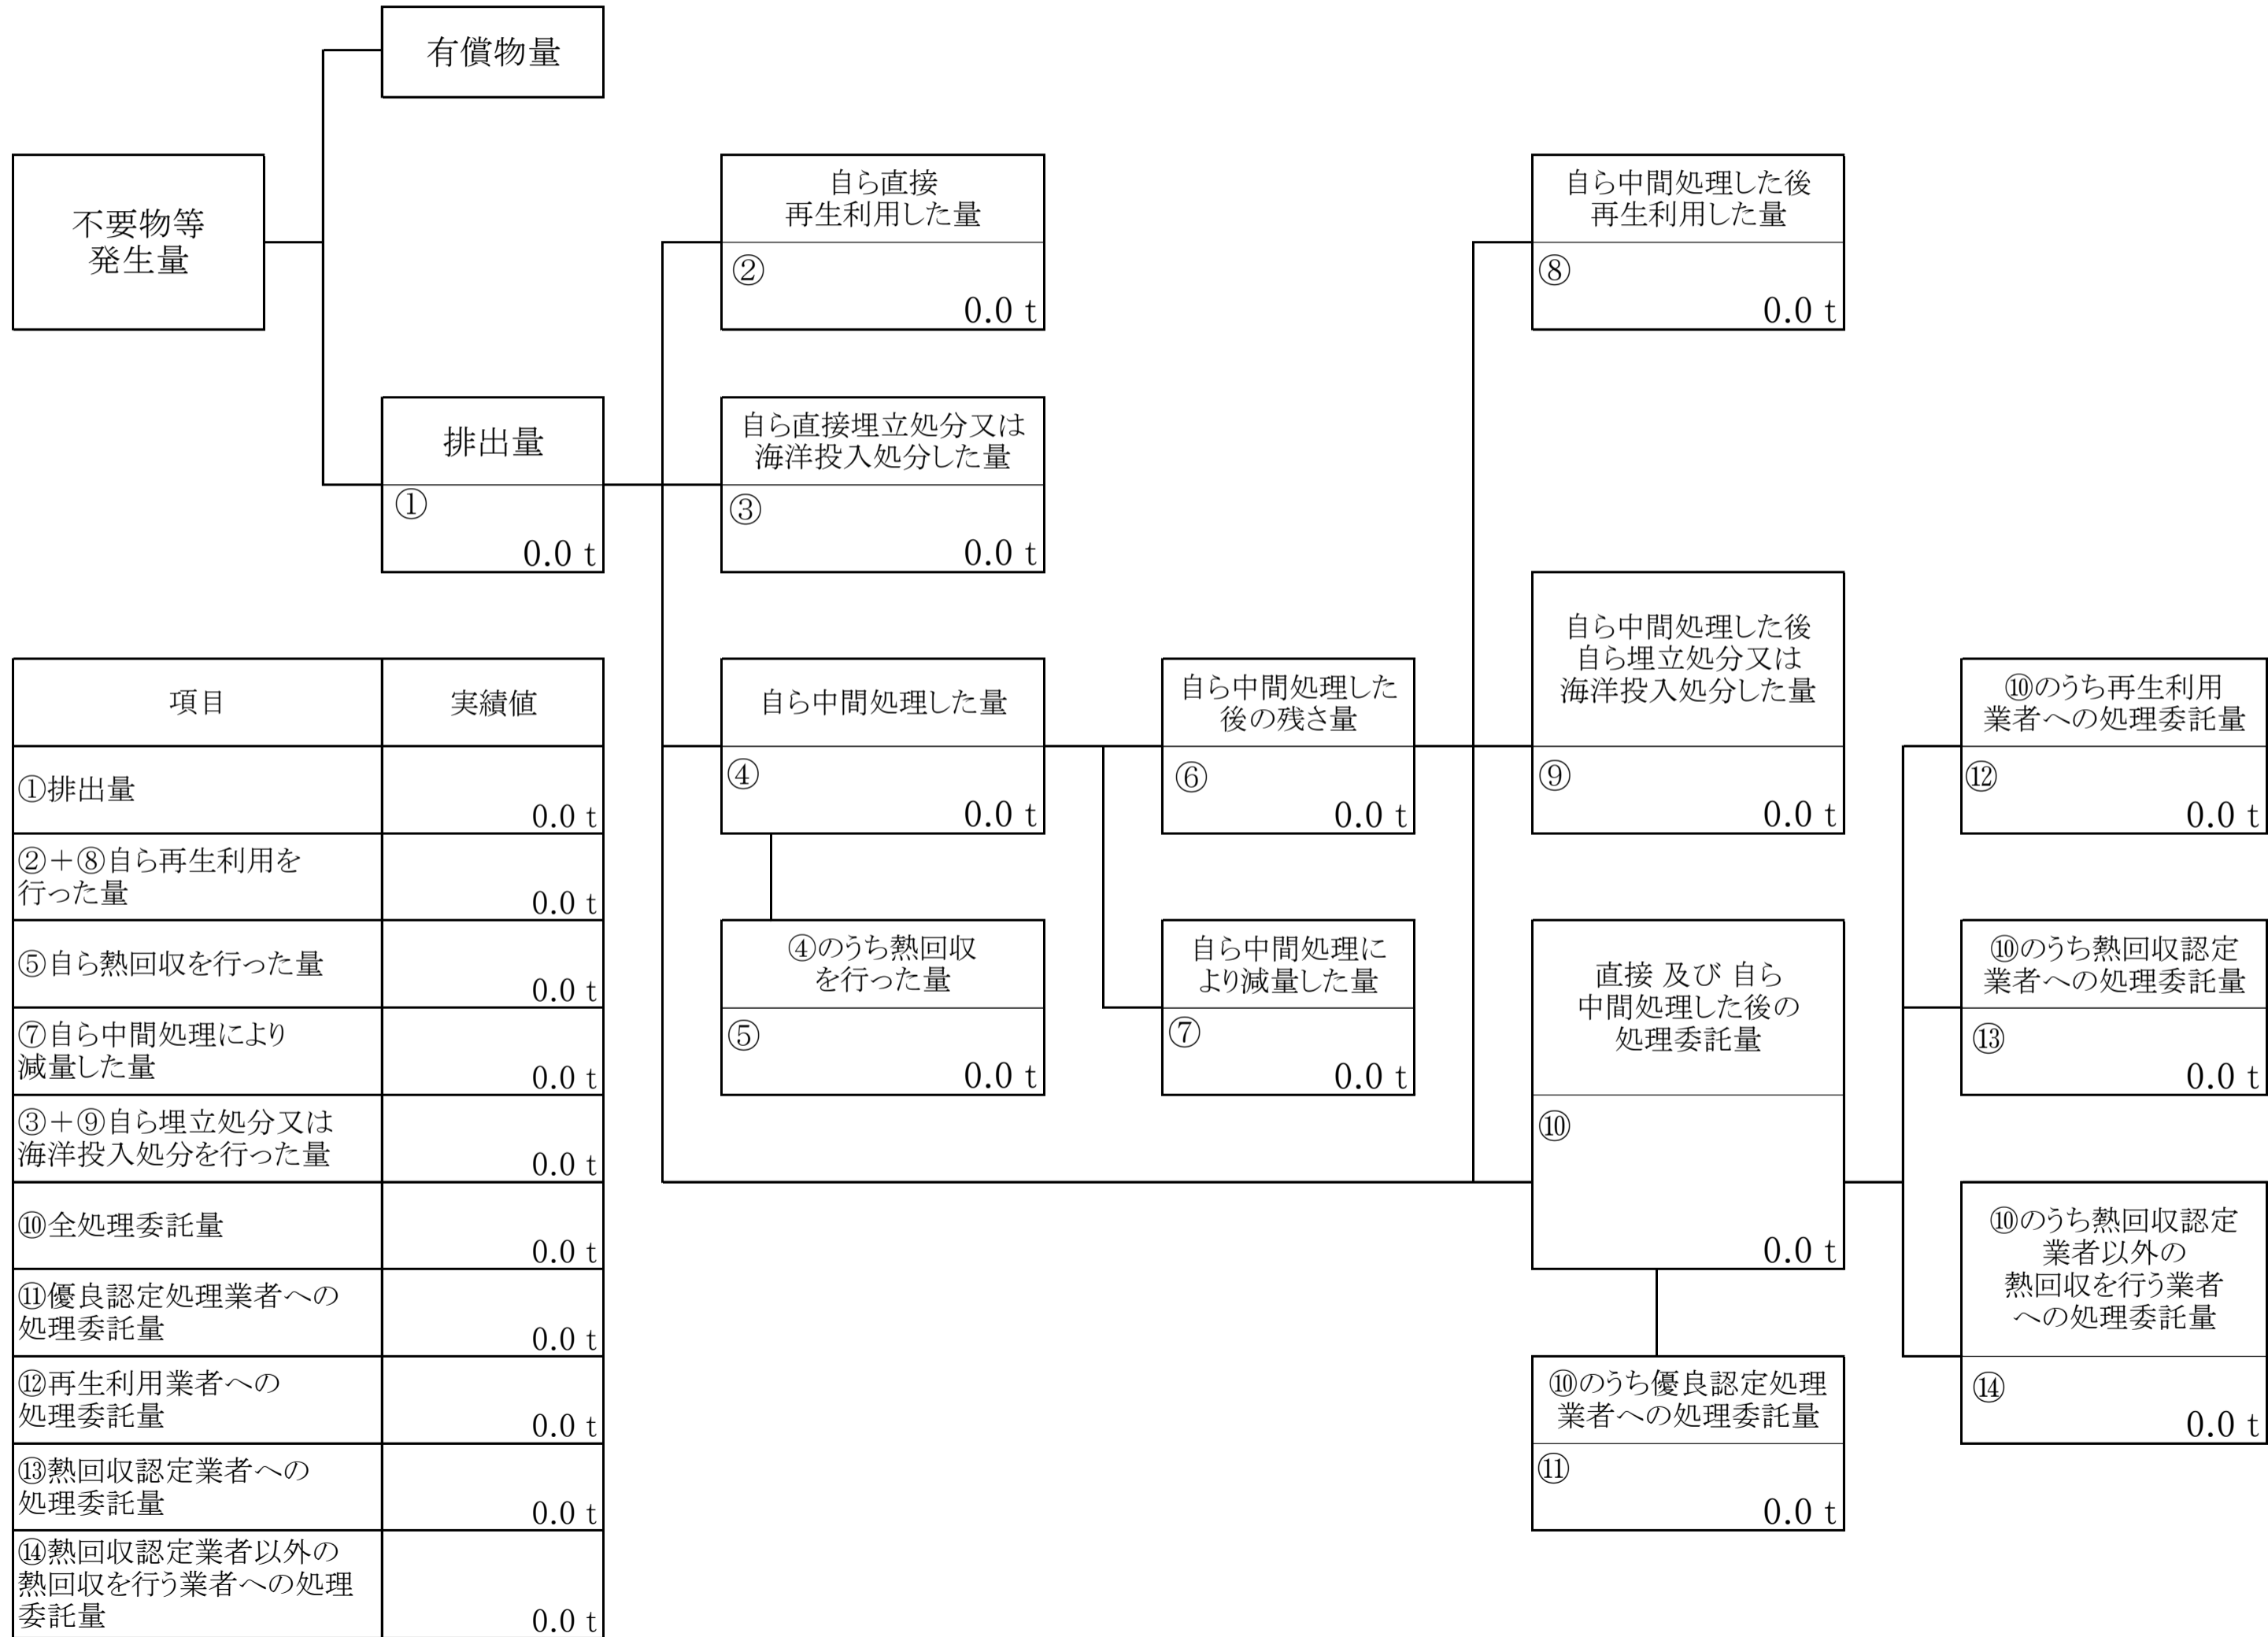 有償物量
不要物等
発生量
自ら直接
再生利用した量
②
0.0 t
自ら中間処理した後
再生利用した量
⑧
0.0 t
排出量
①
0.0 t
自ら直接埋立処分又は
海洋投入処分した量
③
0.0 t
自ら中間処理した量
④
0.0 t
自ら中間処理した
後の残さ量
⑥
0.0 t
自ら中間処理した後
自ら埋立処分又は
海洋投入処分した量
⑨
0.0 t
⑩のうち再生利用
業者への処理委託量
⑫
0.0 t
④のうち熱回収
を行った量
⑤
0.0 t
自ら中間処理に
より減量した量
⑦
0.0 t
直接 及び 自ら
中間処理した後の
処理委託量
⑩
0.0 t
⑩のうち熱回収認定
業者への処理委託量
⑬
0.0 t
⑩のうち熱回収認定
業者以外の
熱回収を行う業者
への処理委託量
⑭
0.0 t
⑩のうち優良認定処理
業者への処理委託量
⑪
0.0 t
項目 実績値
①排出量
0.0 t
②+⑧自ら再生利用を
行った量
0.0 t
⑤自ら熱回収を行った量
0.0 t
⑦自ら中間処理により
減量した量
0.0 t
③+⑨自ら埋立処分又は
海洋投入処分を行った量
0.0 t
⑩全処理委託量
0.0 t
⑪優良認定処理業者への
処理委託量
0.0 t
⑫再生利用業者への
処理委託量
0.0 t
⑬熱回収認定業者への
処理委託量
0.0 t
⑭熱回収認定業者以外の
熱回収を行う業者への処理
委託量
0.0 t